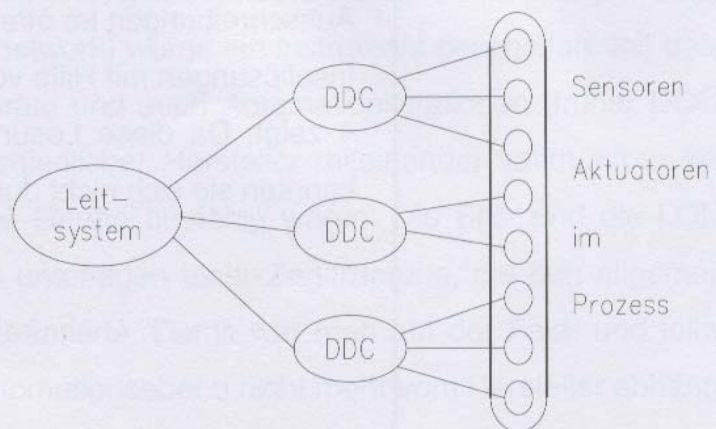 DDC
Sensoren
Aktuatoren
Leit-
system
DDC
im
Prozess
DDC